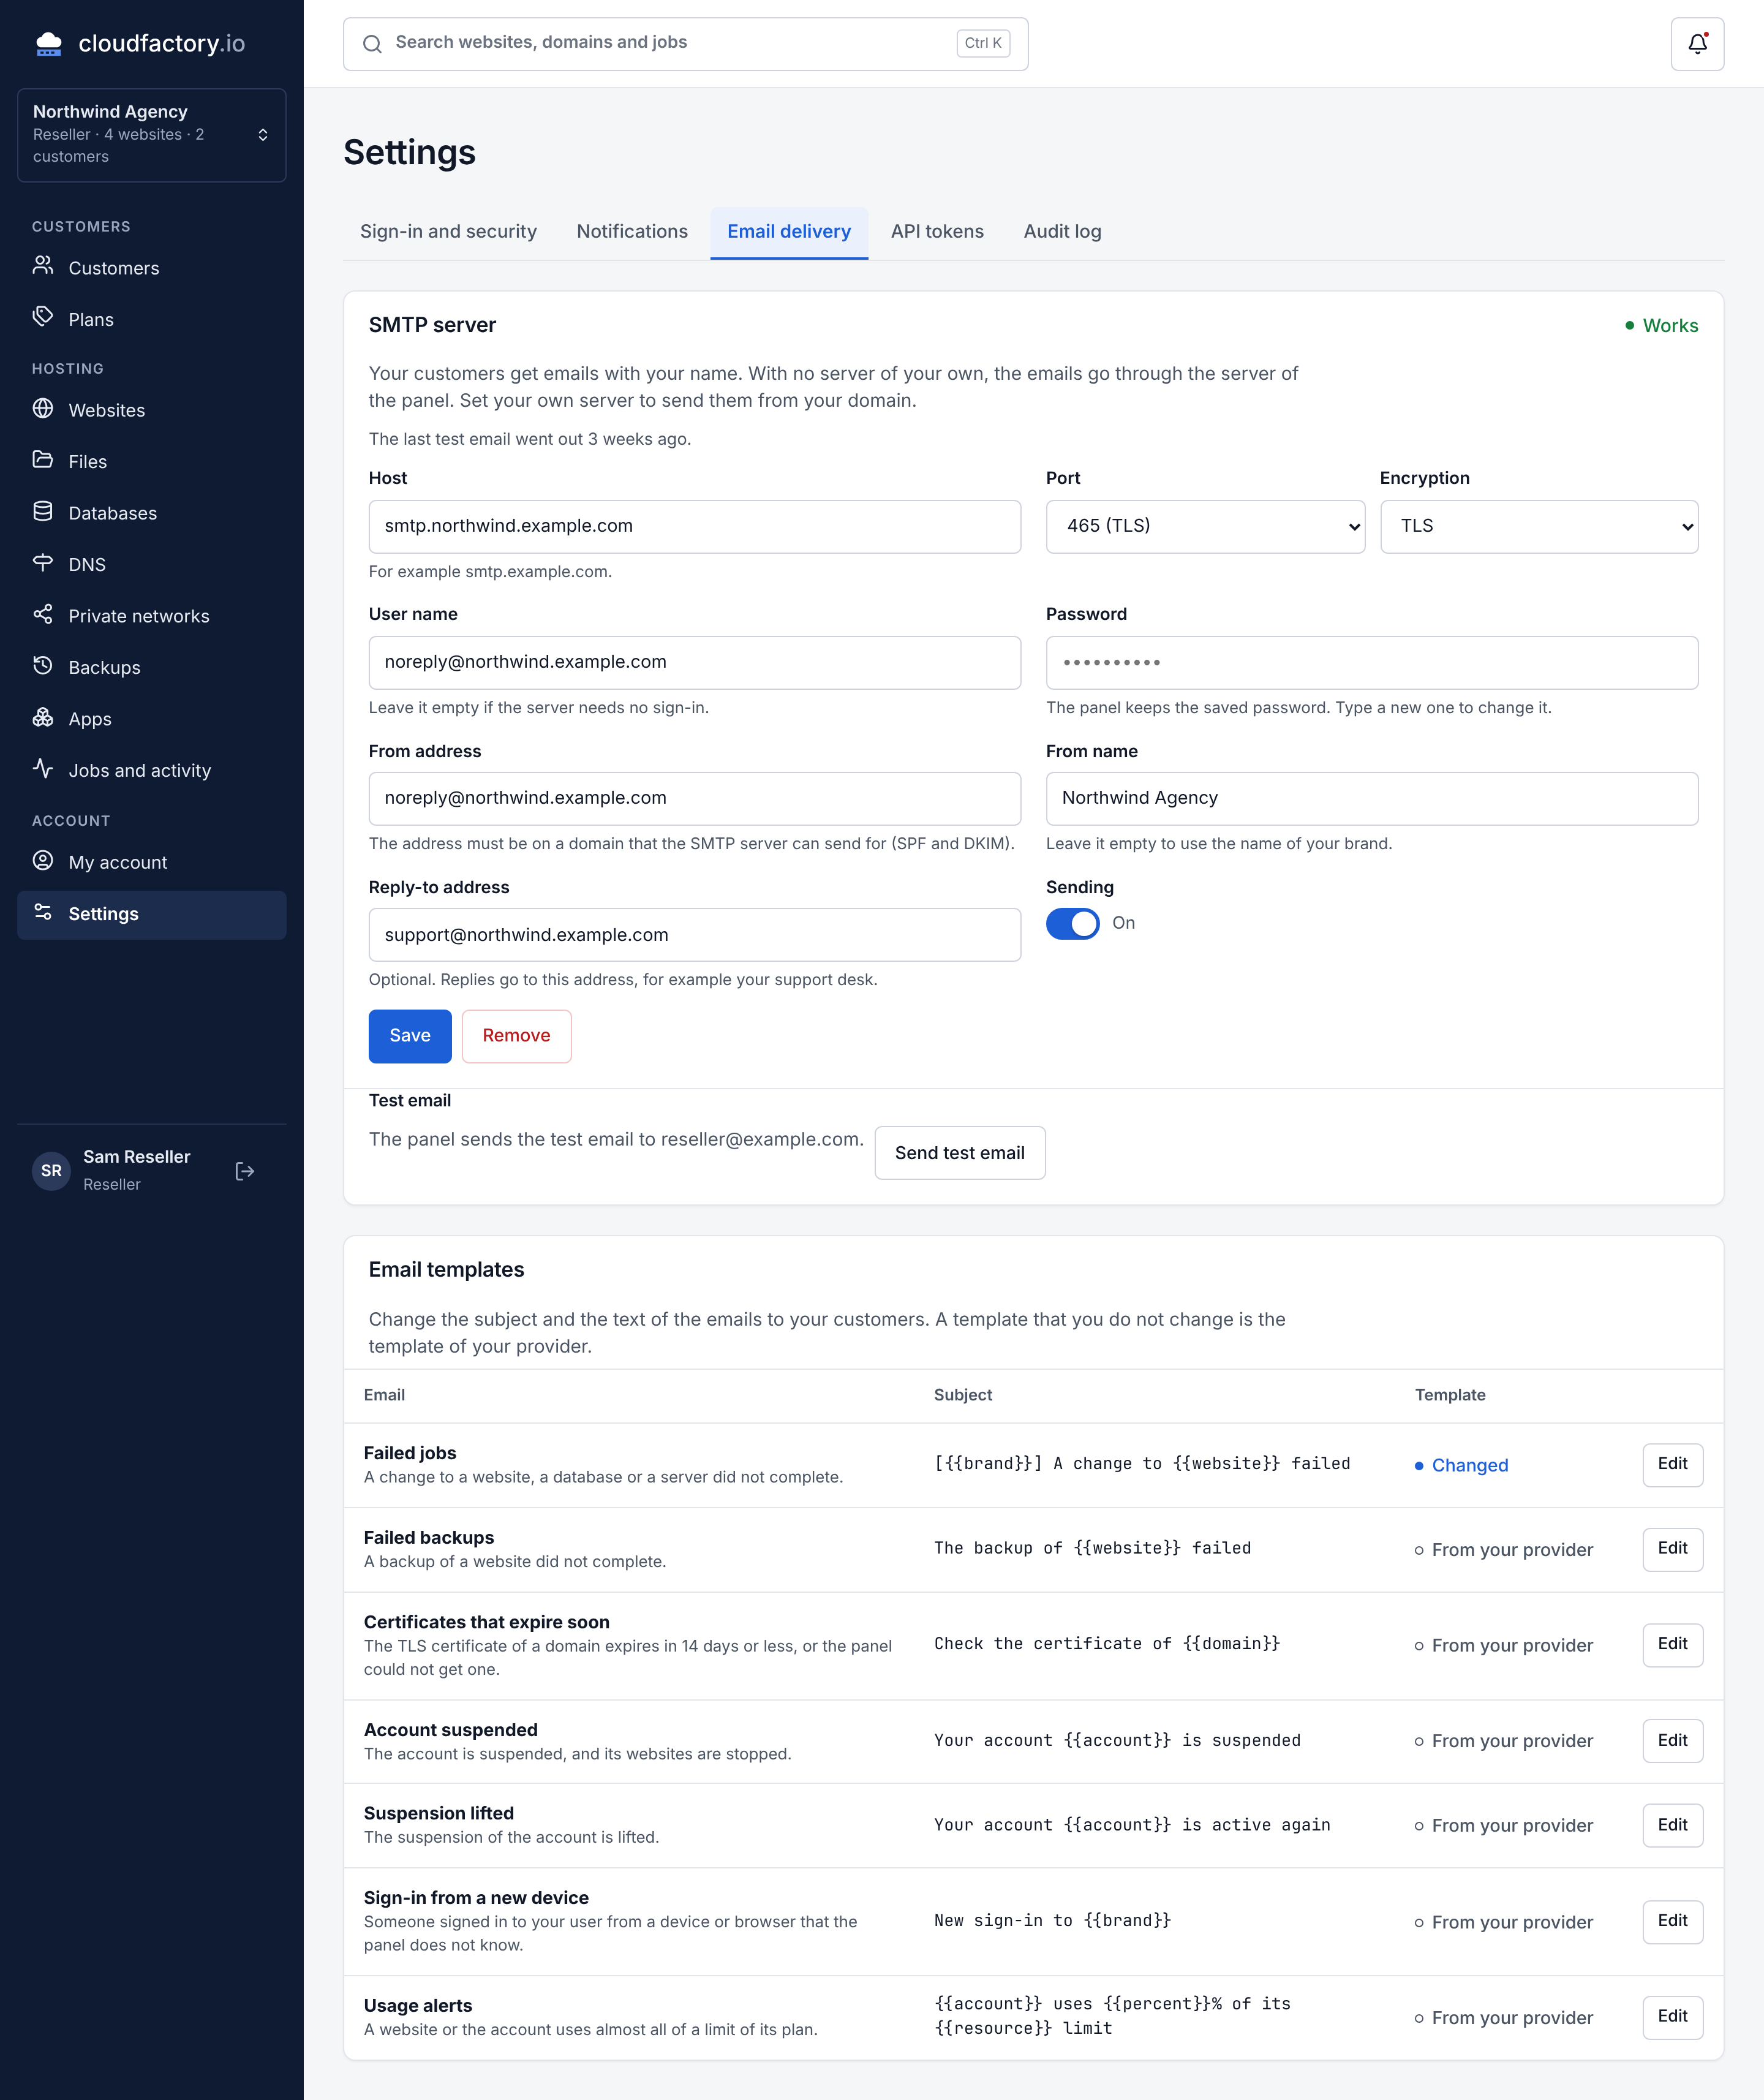 cloudfactory.io
Northwind Agency
Reseller · 4 websites · 2
customers
CUSTOMERS
Customers
Plans
HOSTING
Websites
Files
Databases
DNS
Private networks
Backups
Apps
Jobs and activity
ACCOUNT
My account
Settings
SR
Sam Reseller
Reseller
Search websites, domains and jobs
Ctrl K
Settings
Sign-in and security
Notifications
Email delivery
API tokens
Audit log
SMTP server
Works
Your customers get emails with your name. With no server of your own, the emails go through the server of
the panel. Set your own server to send them from your domain.
The last test email went out 3 weeks ago.
Host
Port
Encryption
smtp.northwind.example.com
465 (TLS)
TLS
For example smtp.example.com.
User name
Password
noreply@northwind.example.com
••••••••••
Leave it empty if the server needs no sign-in.
The panel keeps the saved password. Type a new one to change it.
From address
From name
noreply@northwind.example.com
Northwind Agency
The address must be on a domain that the SMTP server can send for (SPF and DKIM).
Leave it empty to use the name of your brand.
Reply-to address
Sending
support@northwind.example.com
On
Optional. Replies go to this address, for example your support desk.
Save
Remove
Test email
The panel sends the test email to reseller@example.com.
Send test email
Email templates
Change the subject and the text of the emails to your customers. A template that you do not change is the
template of your provider.
Email
Subject
Template
Failed jobs
A change to a website, a database or a server did not complete.
[{{brand}}] A change to {{website}} failed
Changed
Edit
Failed backups
A backup of a website did not complete.
The backup of {{website}} failed
From your provider
Edit
Certificates that expire soon
The TLS certificate of a domain expires in 14 days or less, or the panel
could not get one.
Check the certificate of {{domain}}
From your provider
Edit
Account suspended
The account is suspended, and its websites are stopped.
Your account {{account}} is suspended
From your provider
Edit
Suspension lifted
The suspension of the account is lifted.
Your account {{account}} is active again
From your provider
Edit
Sign-in from a new device
Someone signed in to your user from a device or browser that the
panel does not know.
New sign-in to {{brand}}
From your provider
Edit
Usage alerts
A website or the account uses almost all of a limit of its plan.
{{account}} uses {{percent}}% of its
{{resource}} limit
From your provider
Edit